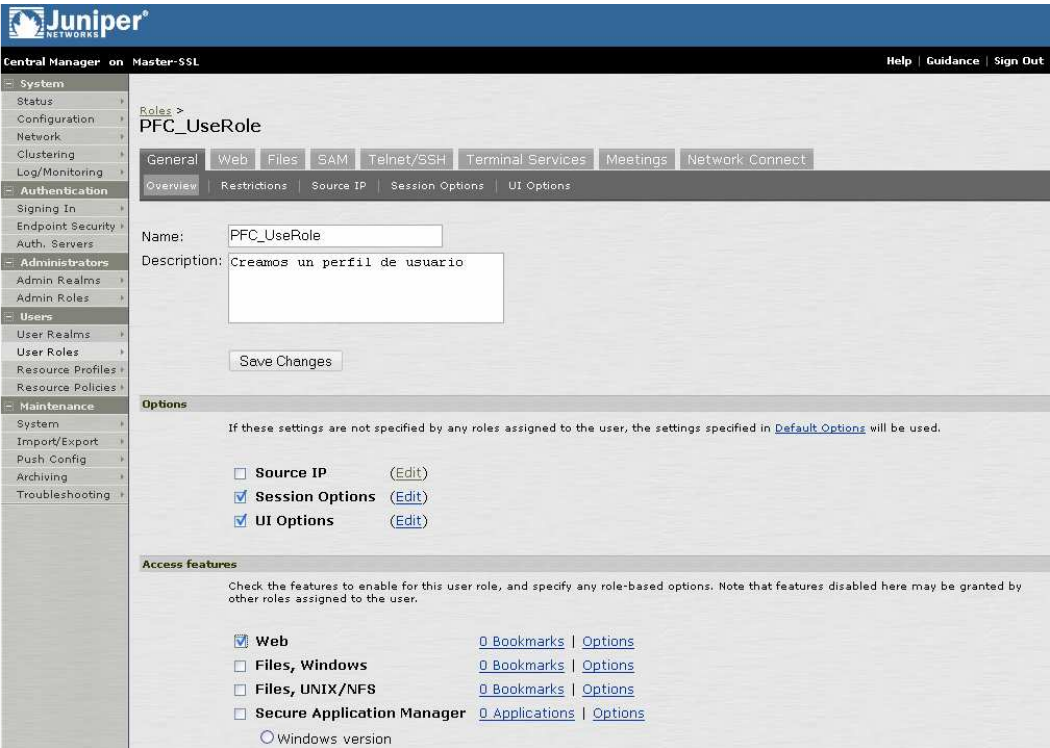 Juniper®
NETWORKS
Central Manager on Master-SSL
Help | Guidance | Sign Out
System
Status
Configuration
Network
Clustering
Log/Monitoring
Authentication
Signing In
Endpoint Security
Auth. Servers
Administrators
Admin Realms
Admin Roles
Users
User Realms
User Roles
Resource Profiles
Resource Policies
Maintenance
System
Import/Export
Push Config
Archiving
Troubleshooting
Roles >
PFC_UseRole
General Web Files SAM Telnet/SSH Terminal Services Meetings Network Connect
Overview | Restrictions | Source IP | Session Options | UI Options
Name: PFC_UseRole
Description: Creamos un perfil de usuario
Save Changes
Options
If these settings are not specified by any roles assigned to the user, the settings specified in Default Options will be used.
Source IP (Edit)
Session Options (Edit)
UI Options (Edit)
Access features
Check the features to enable for this user role, and specify any role-based options. Note that features disabled here may be granted by
other roles assigned to the user.
Web 0 Bookmarks | Options
Files, Windows 0 Bookmarks | Options
Files, UNIX/NFS 0 Bookmarks | Options
Secure Application Manager 0 Applications | Options
Windows version